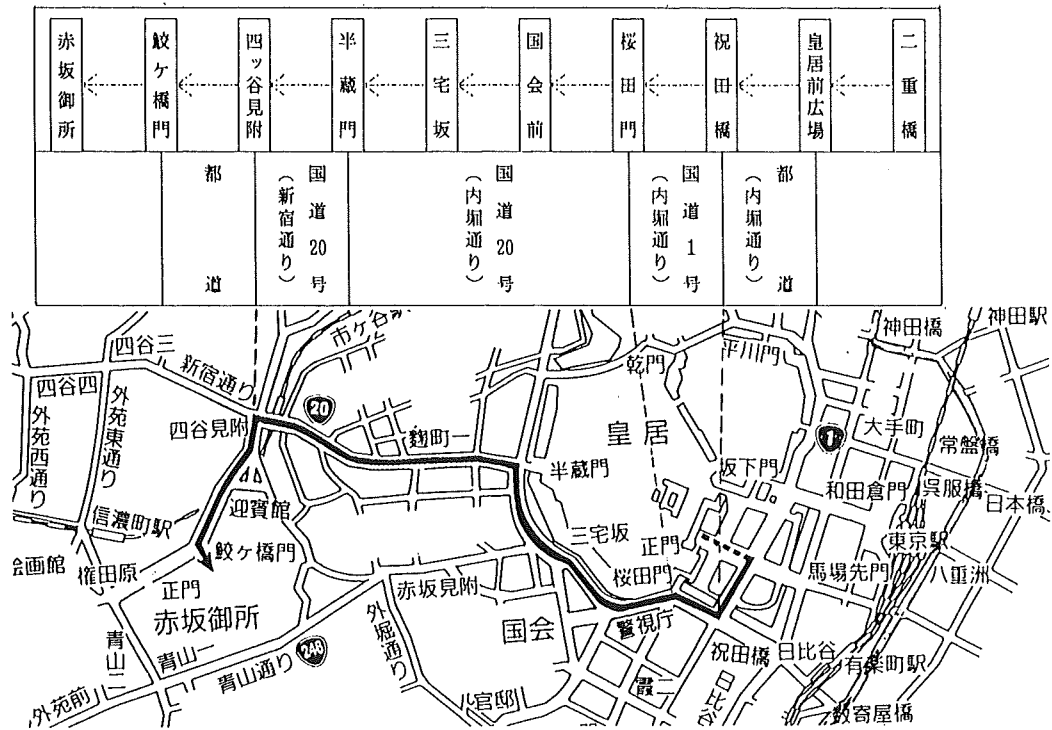 二重橋
皇居前広場
祝田橋
桜田門
国会前
三宅坂
半蔵門
四ッ谷見附
鮫ヶ橋門
赤坂御所
都道
（内堀通り）
国道1号
（内堀通り）
国道20号
（内堀通り）
国道20号
（新宿通り）
都道
四谷三
四谷四
新宿通り
外苑東通り
外苑西通り
四谷見附
市ヶ谷駅
20
麹町一
半蔵門
乾門
平川門
皇居
坂下門
神田橋
神田駅
1
大手町
常盤橋
和田倉門
呉服橋
日本橋
東京駅
八重洲
馬場先門
信濃町駅
迎賓館
鮫ヶ橋門
絵画館
権田原
正門
赤坂御所
青山二
青山一
青山通り
246
外苑前
赤坂見附
外堀通り
三宅坂
正門
桜田門
国会
警視庁
祝田橋
日比谷
有楽町駅
数寄屋橋
霞二
日比谷
官邸